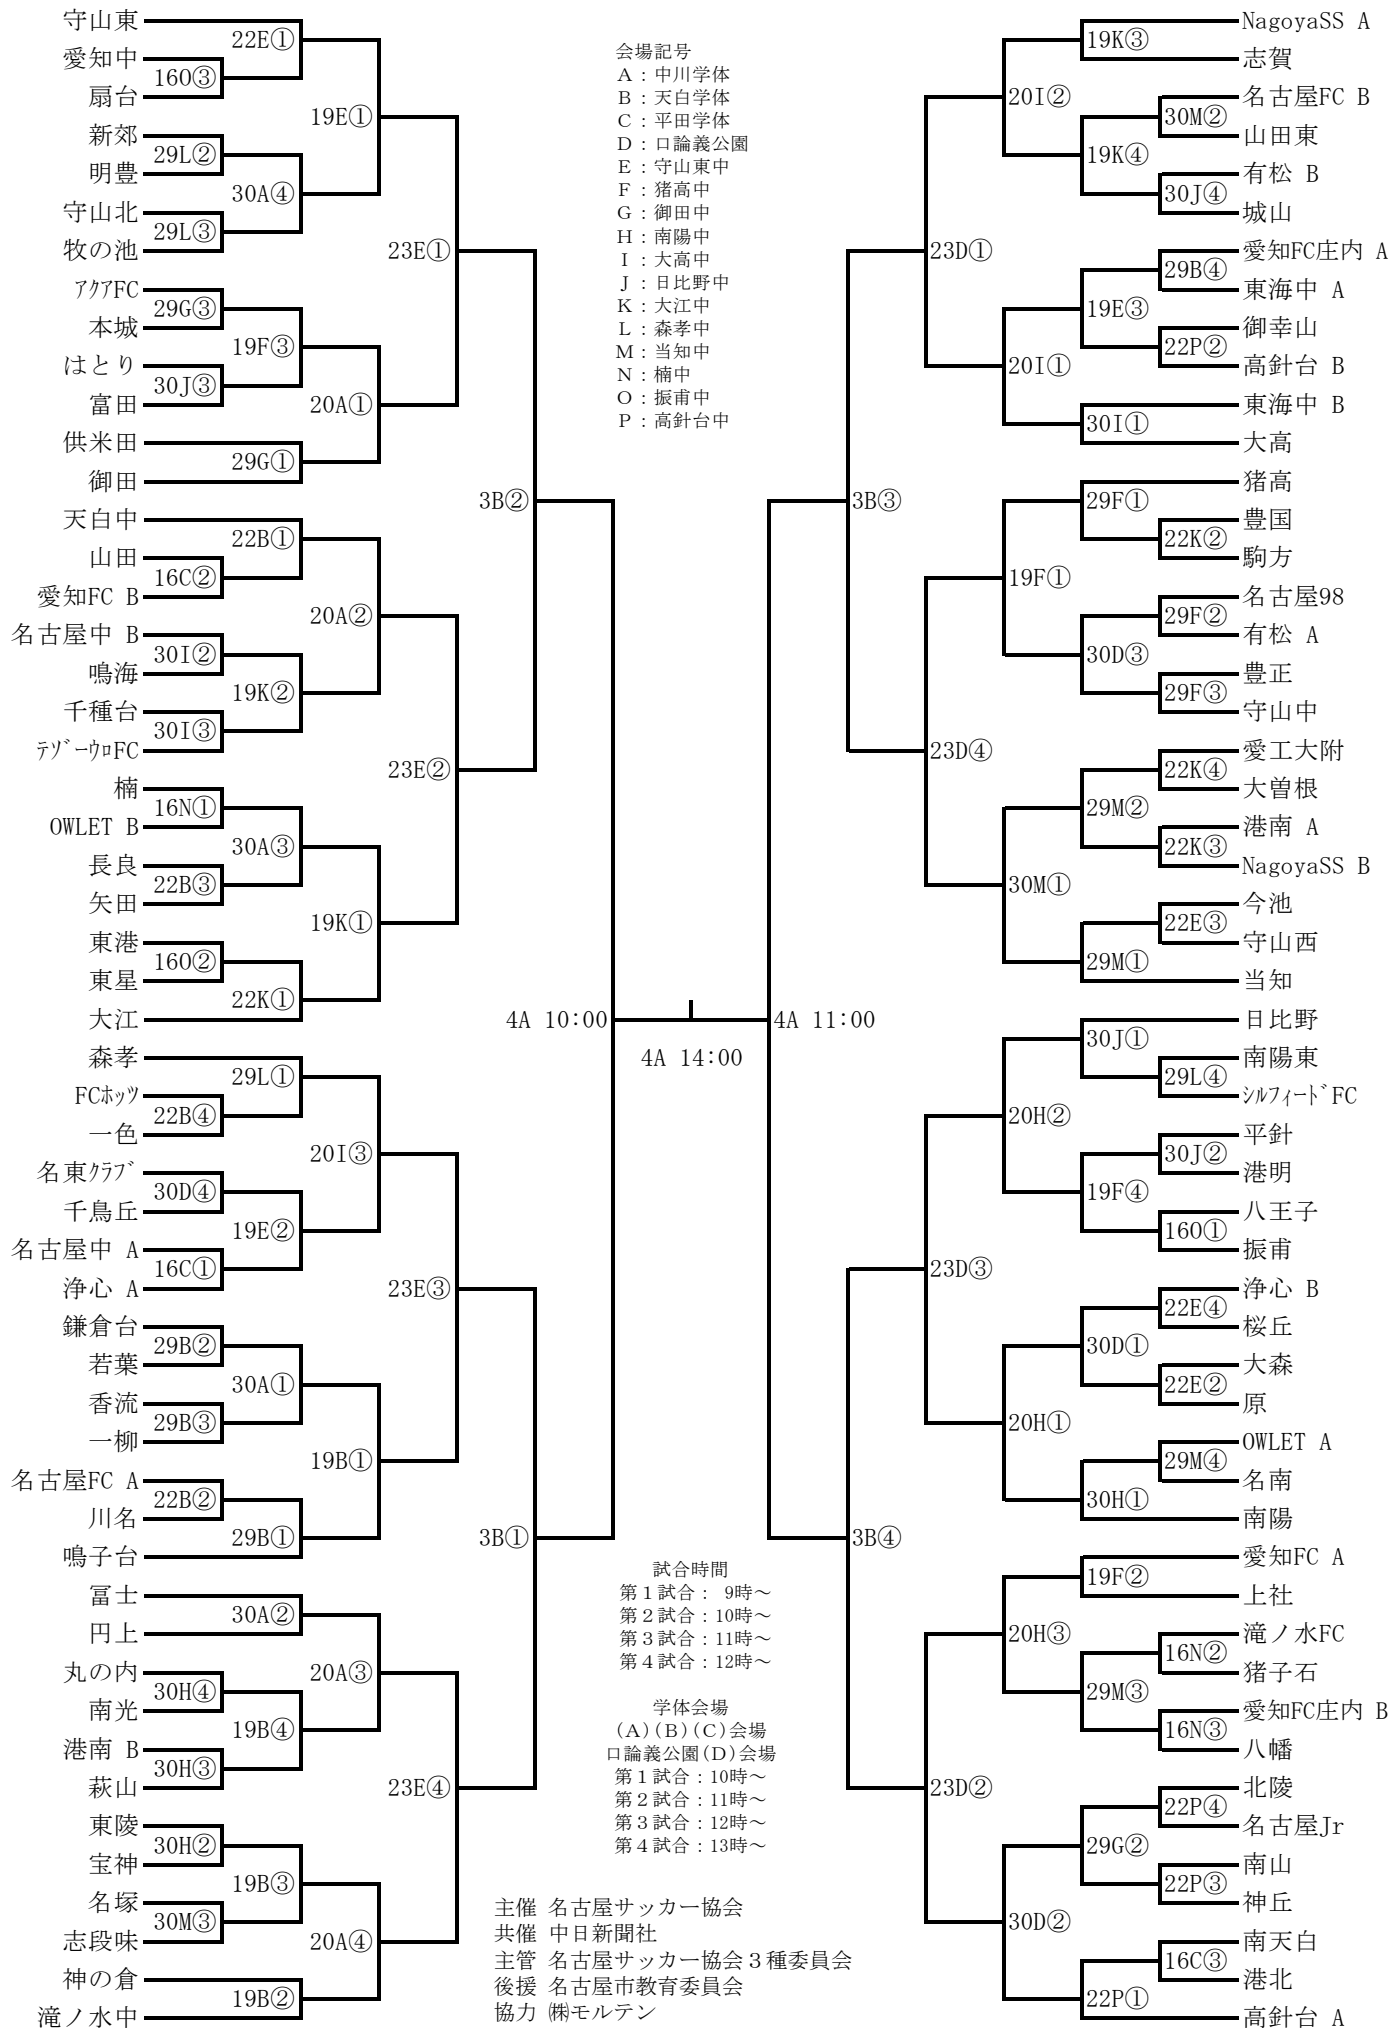 守山東
22E①
愛知中
16O③
扇台
19E①
新郊
29L②
明豊
30A④
守山北
29L③
牧の池
23E①
ｱｸｱFC
29G③
本城
19F③
はとり
30J③
富田
20A①
供米田
29G①
御田
3B②
天白中
22B①
山田
16C②
愛知FC B
20A②
名古屋中 B
30I②
鳴海
19K②
千種台
30I③
ﾃｿﾞｰｳﾛFC
23E②
楠
16N①
OWLET B
30A③
長良
22B③
矢田
19K①
東港
16O②
東星
22K①
大江
4A 10:00
森孝
29L①
FCﾎｯﾂ
22B④
一色
20I③
名東ｸﾗﾌﾞ
30D④
千鳥丘
19E②
名古屋中 A
16C①
浄心 A
23E③
鎌倉台
29B②
若葉
30A①
香流
29B③
一柳
19B①
名古屋FC A
22B②
川名
29B①
鳴子台
3B①
冨士
30A②
円上
20A③
丸の内
30H④
南光
19B④
港南 B
30H③
萩山
23E④
東陵
30H②
宝神
19B③
名塚
30M③
志段味
20A④
神の倉
19B②
滝ノ水中
会場記号
Ａ：中川学体
Ｂ：天白学体
Ｃ：平田学体
Ｄ：口論義公園
Ｅ：守山東中
Ｆ：猪高中
Ｇ：御田中
Ｈ：南陽中
Ｉ：大高中
Ｊ：日比野中
Ｋ：大江中
Ｌ：森孝中
Ｍ：当知中
Ｎ：楠中
Ｏ：振甫中
Ｐ：高針台中
4A 14:00
試合時間
第１試合： 9時～
第２試合：10時～
第３試合：11時～
第４試合：12時～
学体会場
(Ａ)(Ｂ)(Ｃ)会場
口論義公園(Ｄ)会場
第１試合：10時～
第２試合：11時～
第３試合：12時～
第４試合：13時～
主催 名古屋サッカー協会
共催 中日新聞社
主管 名古屋サッカー協会３種委員会
後援 名古屋市教育委員会
協力 ㈱モルテン
NagoyaSS A
19K③
志賀
20I②
名古屋FC B
30M②
山田東
19K④
有松 B
30J④
城山
23D①
愛知FC庄内 A
29B④
東海中 A
19E③
御幸山
22P②
高針台 B
20I①
東海中 B
30I①
大高
3B③
猪高
29F①
豊国
22K②
駒方
19F①
名古屋98
29F②
有松 A
30D③
豊正
29F③
守山中
23D④
愛工大附
22K④
大曽根
29M②
港南 A
22K③
NagoyaSS B
30M①
今池
22E③
守山西
29M①
当知
4A 11:00
日比野
30J①
南陽東
29L④
ｼﾙﾌｨｰﾄﾞFC
20H②
平針
30J②
港明
19F④
八王子
16O①
振甫
23D③
浄心 B
22E④
桜丘
30D①
大森
22E②
原
20H①
OWLET A
29M④
名南
30H①
南陽
3B④
愛知FC A
19F②
上社
20H③
滝ノ水FC
16N②
猪子石
29M③
愛知FC庄内 B
16N③
八幡
23D②
北陵
22P④
名古屋Jr
29G②
南山
22P③
神丘
30D②
南天白
16C③
港北
22P①
高針台 A